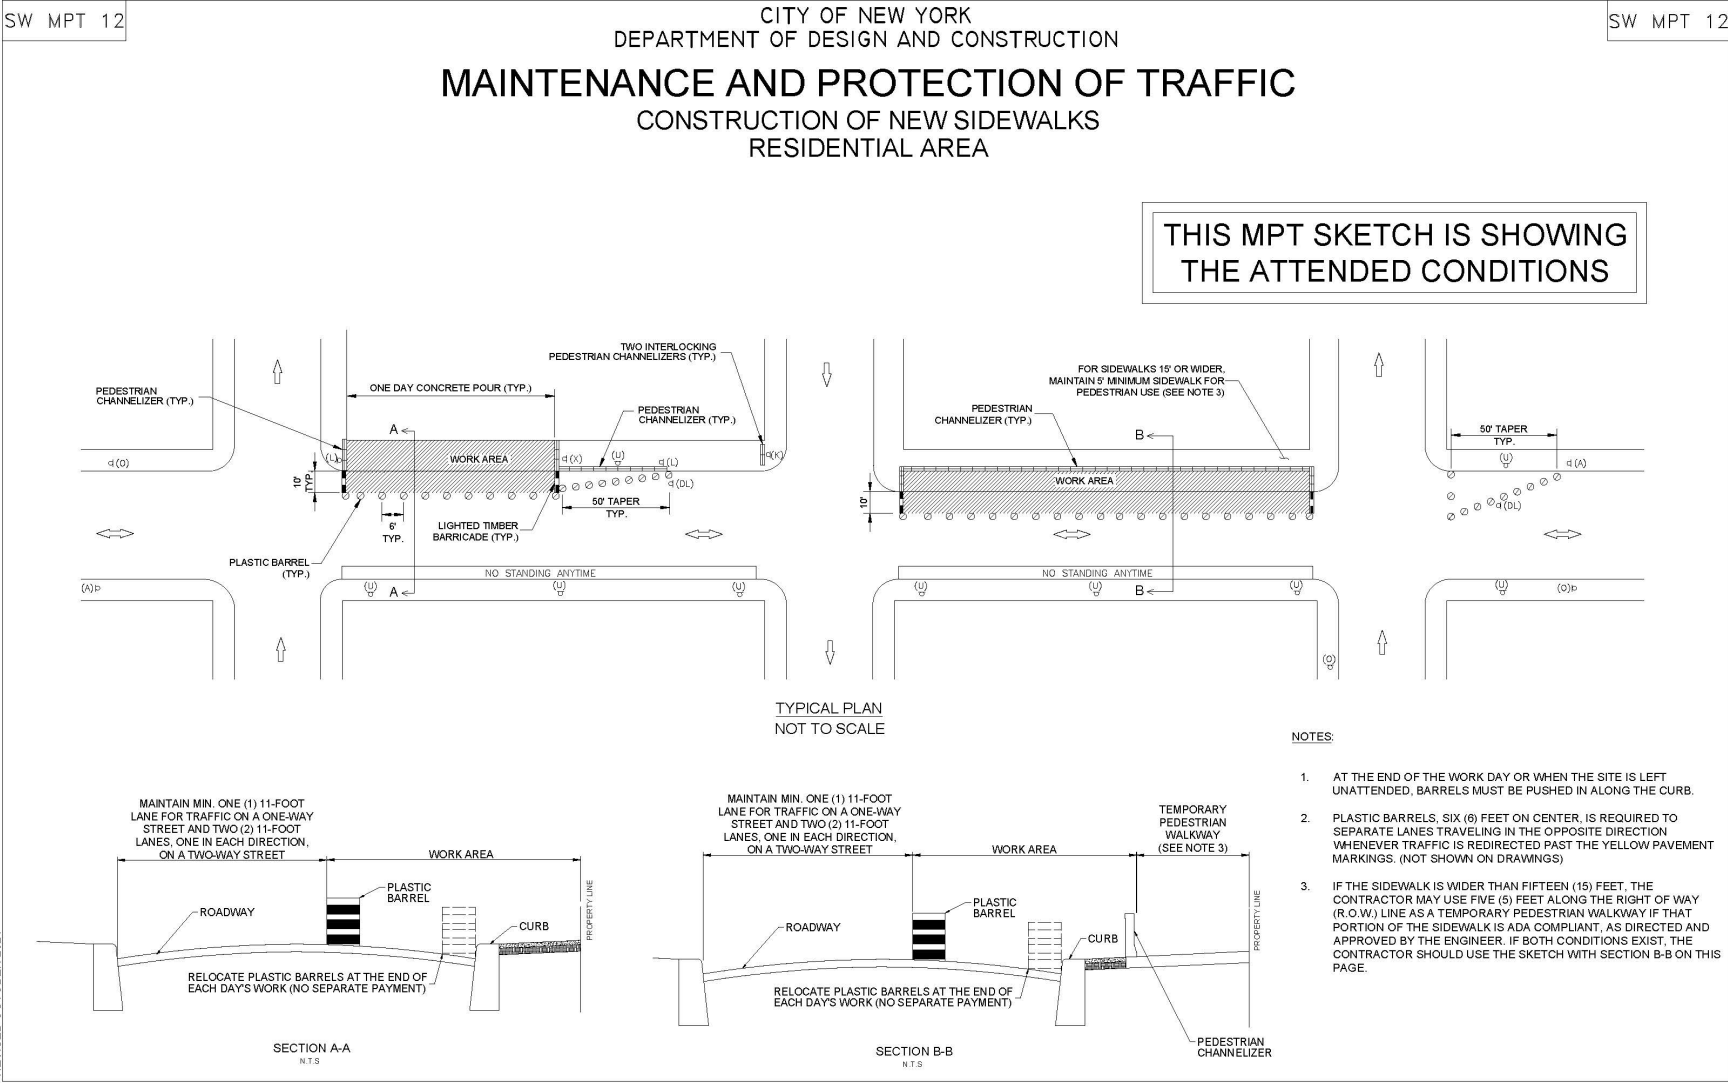 SW MPT 12
CITY OF NEW YORK
DEPARTMENT OF DESIGN AND CONSTRUCTION
SW MPT 12
MAINTENANCE AND PROTECTION OF TRAFFIC
CONSTRUCTION OF NEW SIDEWALKS
RESIDENTIAL AREA
THIS MPT SKETCH IS SHOWING
THE ATTENDED CONDITIONS
PEDESTRIAN
CHANNELIZER (TYP.)
ONE DAY CONCRETE POUR (TYP.)
TWO INTERLOCKING
PEDESTRIAN CHANNELIZERS (TYP.)
PEDESTRIAN
CHANNELIZER (TYP.)
A
(O)
(L)
WORK AREA
(X)
(U)
(L)
(K)
(DL)
10'
TYP.
50' TAPER
TYP.
6'
TYP.
LIGHTED TIMBER
BARRICADE (TYP.)
PLASTIC BARREL
(TYP.)
NO STANDING ANYTIME
(A)
(U)
A
(U)
(U)
FOR SIDEWALKS 15' OR WIDER,
MAINTAIN 5' MINIMUM SIDEWALK FOR
PEDESTRIAN USE (SEE NOTE 3)
PEDESTRIAN
CHANNELIZER (TYP.)
B
WORK AREA
10'
50' TAPER
TYP.
(U)
(A)
(DL)
NO STANDING ANYTIME
(U)
(U)
B
(U)
(U)
(O)
(O)
TYPICAL PLAN
NOT TO SCALE
MAINTAIN MIN. ONE (1) 11-FOOT
LANE FOR TRAFFIC ON A ONE-WAY
STREET AND TWO (2) 11-FOOT
LANES, ONE IN EACH DIRECTION,
ON A TWO-WAY STREET
WORK AREA
PLASTIC
BARREL
ROADWAY
CURB
PROPERTY LINE
RELOCATE PLASTIC BARRELS AT THE END OF
EACH DAY'S WORK (NO SEPARATE PAYMENT)
SECTION A-A
N.T.S
MAINTAIN MIN. ONE (1) 11-FOOT
LANE FOR TRAFFIC ON A ONE-WAY
STREET AND TWO (2) 11-FOOT
LANES, ONE IN EACH DIRECTION,
ON A TWO-WAY STREET
WORK AREA
TEMPORARY
PEDESTRIAN
WALKWAY
(SEE NOTE 3)
PLASTIC
BARREL
ROADWAY
CURB
PROPERTY LINE
RELOCATE PLASTIC BARRELS AT THE END OF
EACH DAY'S WORK (NO SEPARATE PAYMENT)
PEDESTRIAN
CHANNELIZER
SECTION B-B
N.T.S
NOTES:
1. AT THE END OF THE WORK DAY OR WHEN THE SITE IS LEFT
UNATTENDED, BARRELS MUST BE PUSHED IN ALONG THE CURB.
2. PLASTIC BARRELS, SIX (6) FEET ON CENTER, IS REQUIRED TO
SEPARATE LANES TRAVELING IN THE OPPOSITE DIRECTION
WHENEVER TRAFFIC IS REDIRECTED PAST THE YELLOW PAVEMENT
MARKINGS. (NOT SHOWN ON DRAWINGS)
3. IF THE SIDEWALK IS WIDER THAN FIFTEEN (15) FEET, THE
CONTRACTOR MAY USE FIVE (5) FEET ALONG THE RIGHT OF WAY
(R.O.W.) LINE AS A TEMPORARY PEDESTRIAN WALKWAY IF THAT
PORTION OF THE SIDEWALK IS ADA COMPLIANT, AS DIRECTED AND
APPROVED BY THE ENGINEER. IF BOTH CONDITIONS EXIST, THE
CONTRACTOR SHOULD USE THE SKETCH WITH SECTION B-B ON THIS
PAGE.